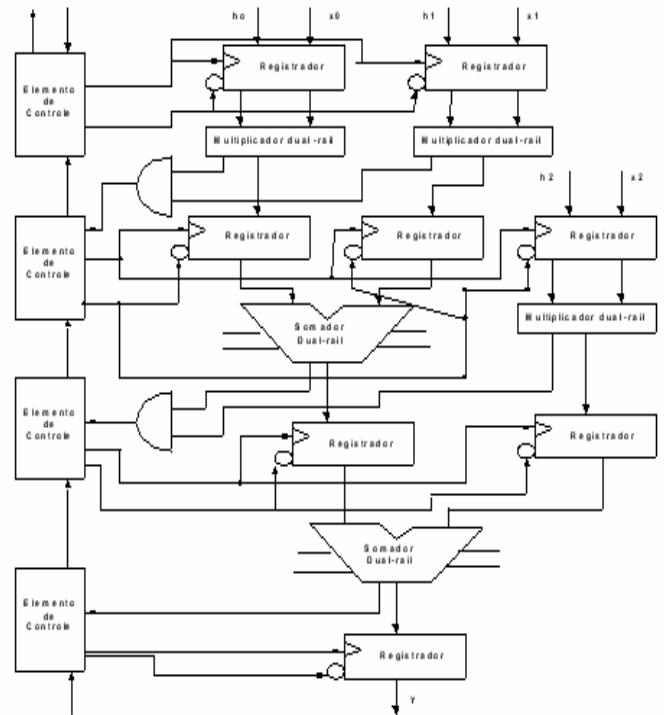 ho x0 h1 x1
Registrador Registrador
Elemento
de
Controle
Multiplicador dual-rail Multiplicador dual-rail
h2 x2
Elemento
de
Controle
Registrador Registrador Registrador
Somador
Dual-rail
Multiplicador dual-rail
Elemento
de
Controle
Registrador Registrador
Somador
Dual-rail
Elemento
de
Controle
Registrador
Y